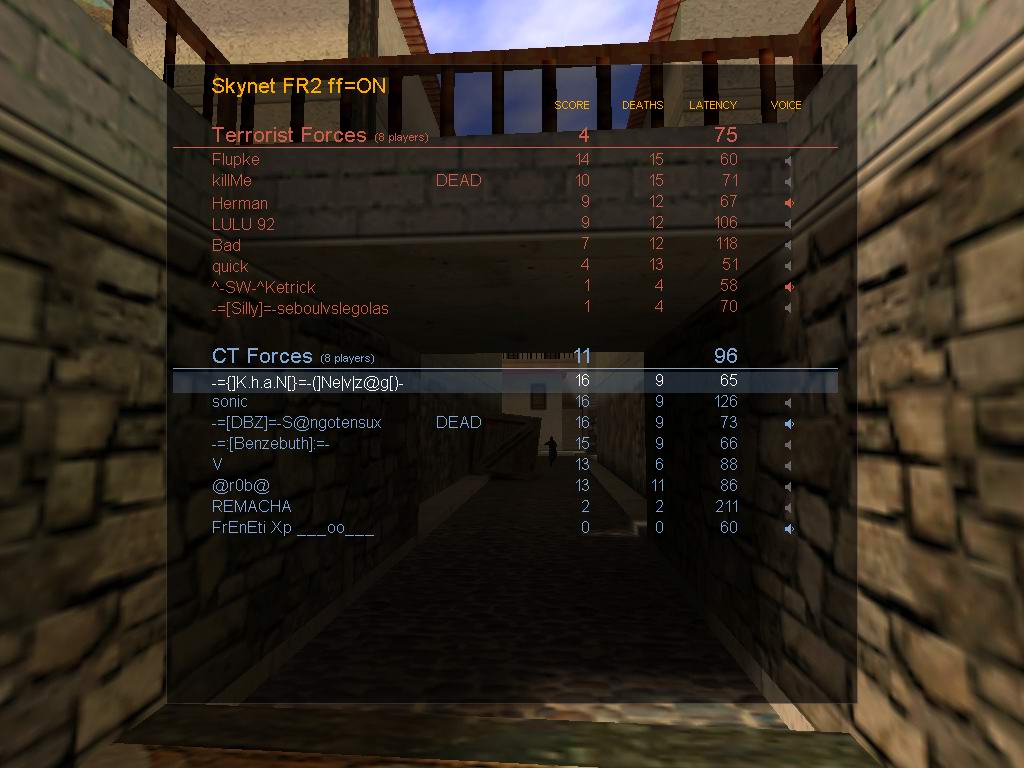 Skynet FR2 ff=ON
SCORE DEATHS LATENCY VOICE
Terrorist Forces (8 players) 4 75
Flupke 14 15 60
killMe DEAD 10 15 71
Herman 9 12 67
LULU 92 9 12 106
Bad 7 12 118
quick 4 13 51
^-SW-^Ketrick 1 4 58
-=[Silly]=-seboulvslegolas 1 4 70
CT Forces (8 players) 11 96
-={]K.h.a.N[}=-(]Ne|v|z@g[)- 16 9 65
sonic 16 9 126
-=[DBZ]=-S@ngotensux DEAD 16 9 73
-=:[Benzebuth]:=- 15 9 66
V 13 6 88
@r0b@ 13 11 86
REMACHA 2 2 211
FrEnEti Xp ___oo___ 0 0 60